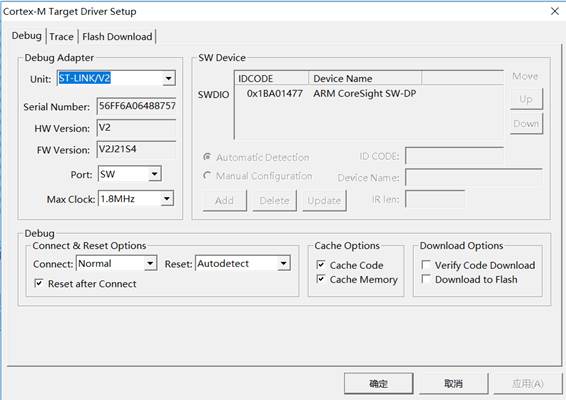 Cortex-M Target Driver Setup
Debug Trace Flash Download
Debug Adapter
Unit: ST-LINK/V2
Serial Number: 56FF6A06488757
HW Version: V2
FW Version: V2J21S4
Port: SW
Max Clock: 1.8MHz
SW Device
IDCODE Device Name
SWDIO 0x1BA01477 ARM CoreSight SW-DP
Move
Up
Down
Automatic Detection ID CODE:
Manual Configuration Device Name:
Add Delete Update IR len:
Debug
Connect & Reset Options
Connect: Normal Reset: Autodetect
Reset after Connect
Cache Options
Cache Code
Cache Memory
Download Options
Verify Code Download
Download to Flash
确定 取消 应用(A)